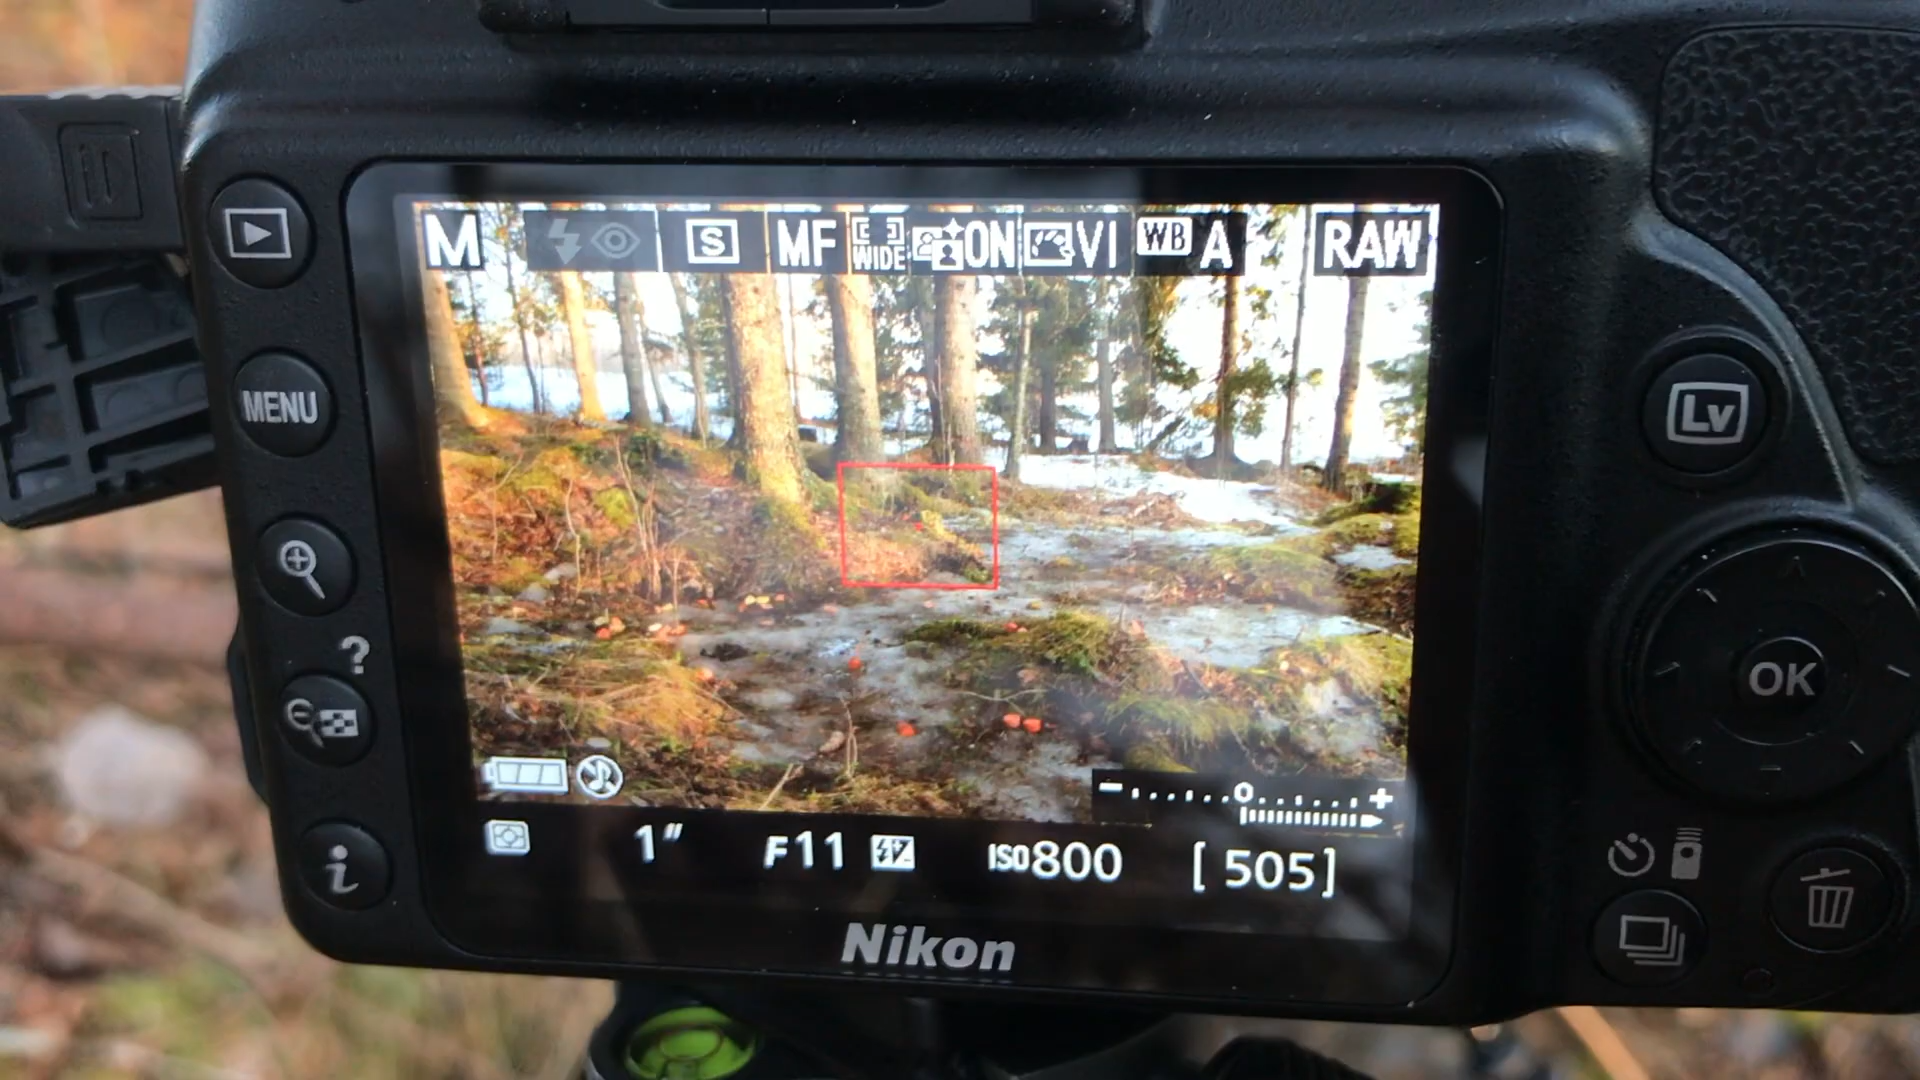 M S MF WIDE ON VI WB A RAW
MENU
Lv
?
OK
- o +
i
1" F11 ISO800 [505]
Nikon